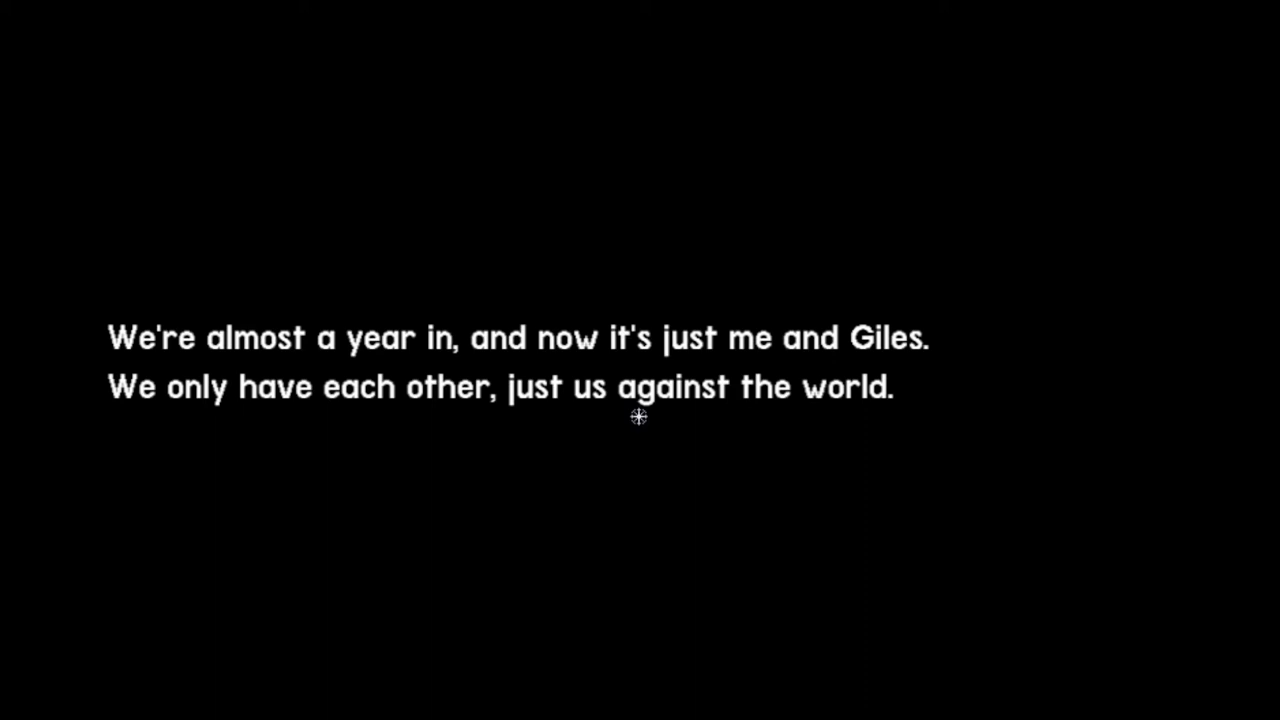 We're almost a year in, and now it's just me and Giles.
We only have each other, just us against the world.